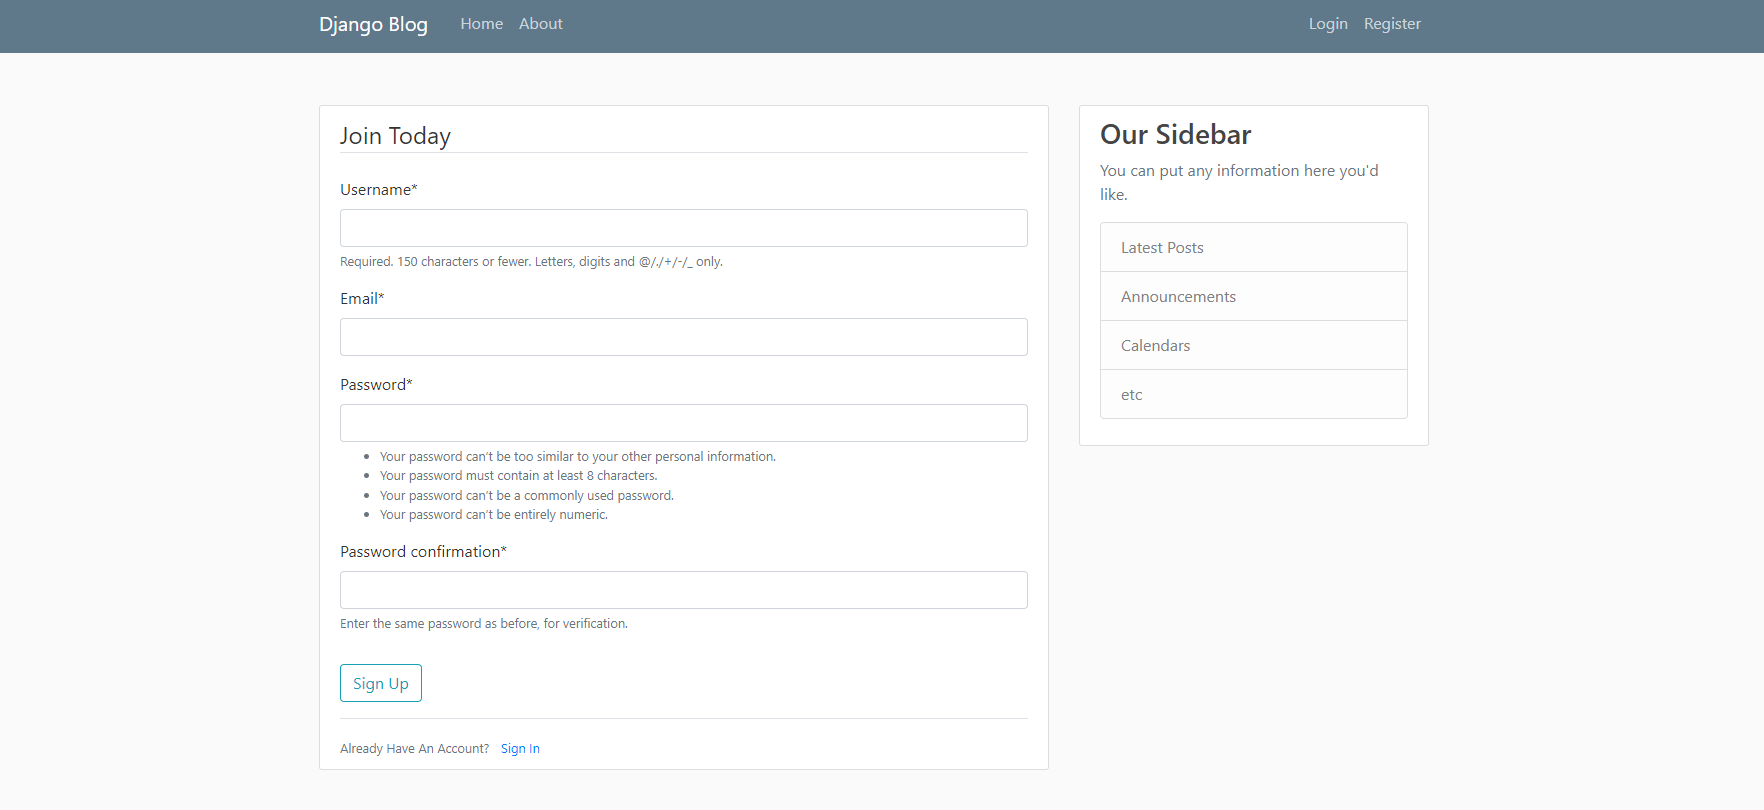 Django Blog Home About Login Register
Join Today
Username*
Required. 150 characters or fewer. Letters, digits and @/./+/-/_ only.
Email*
Password*
Your password can't be too similar to your other personal information.
Your password must contain at least 8 characters.
Your password can't be a commonly used password.
Your password can't be entirely numeric.
Password confirmation*
Enter the same password as before, for verification.
Sign Up
Already Have An Account? Sign In
Our Sidebar
You can put any information here you'd
like.
Latest Posts
Announcements
Calendars
etc